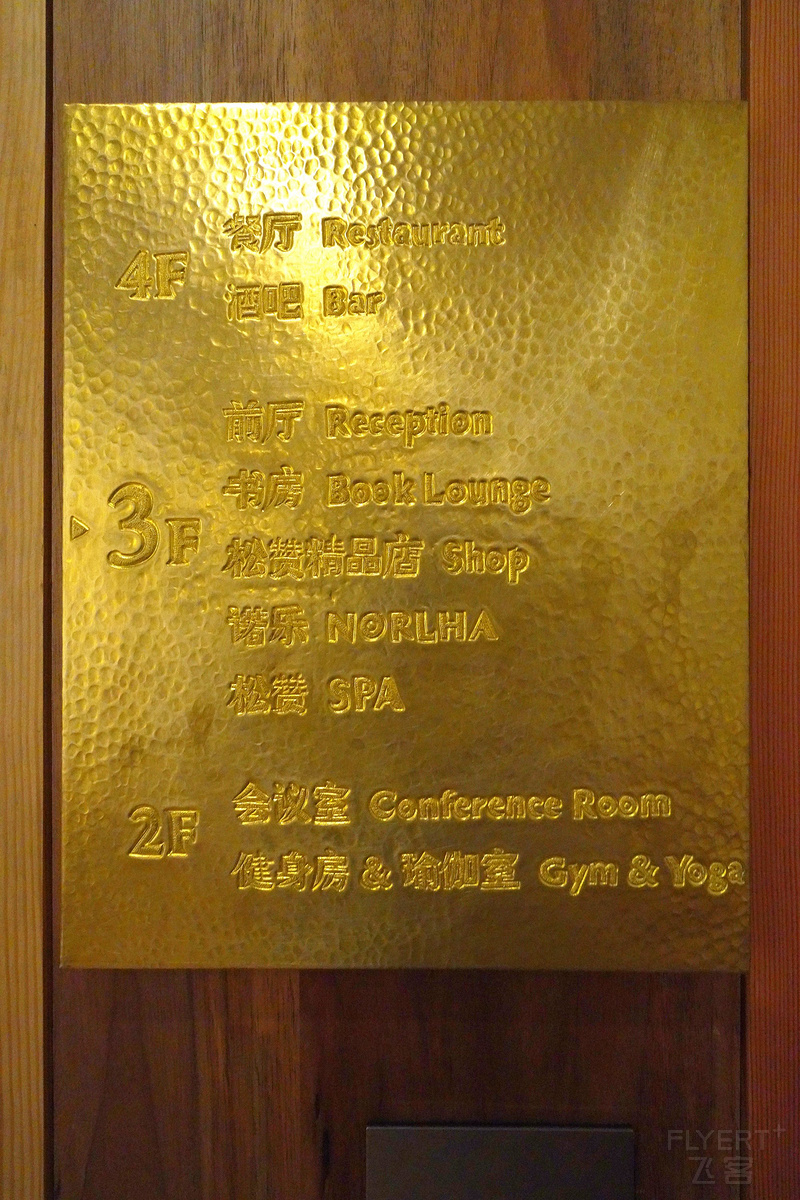 4F
餐厅 Restaurant
酒吧 Bar
3F
前厅 Reception
书房 Book Lounge
松赞精品店 Shop
诺乐 NORLHA
松赞 SPA
2F
会议室 Conference Room
健身房 & 瑜伽室 Gym & Yoga
FLYERT+
飞客